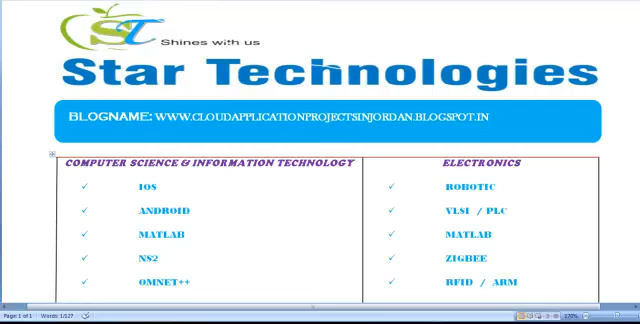 ST
Shines with us
Star Technologies
BLOGNAME: WWW.CLOUDAPPLICATIONPROJECTSINJORDAN.BLOGSPOT.IN
COMPUTER SCIENCE & INFORMATION TECHNOLOGY
ELECTRONICS
✓ IOS
✓ ROBOTIC
✓ ANDROID
✓ VLSI / PLC
✓ MATLAB
✓ MATLAB
✓ NS2
✓ ZIGBEE
✓ OMNET++
✓ RFID / ARM
Page: 1 of 1 Words: 1/127 170%